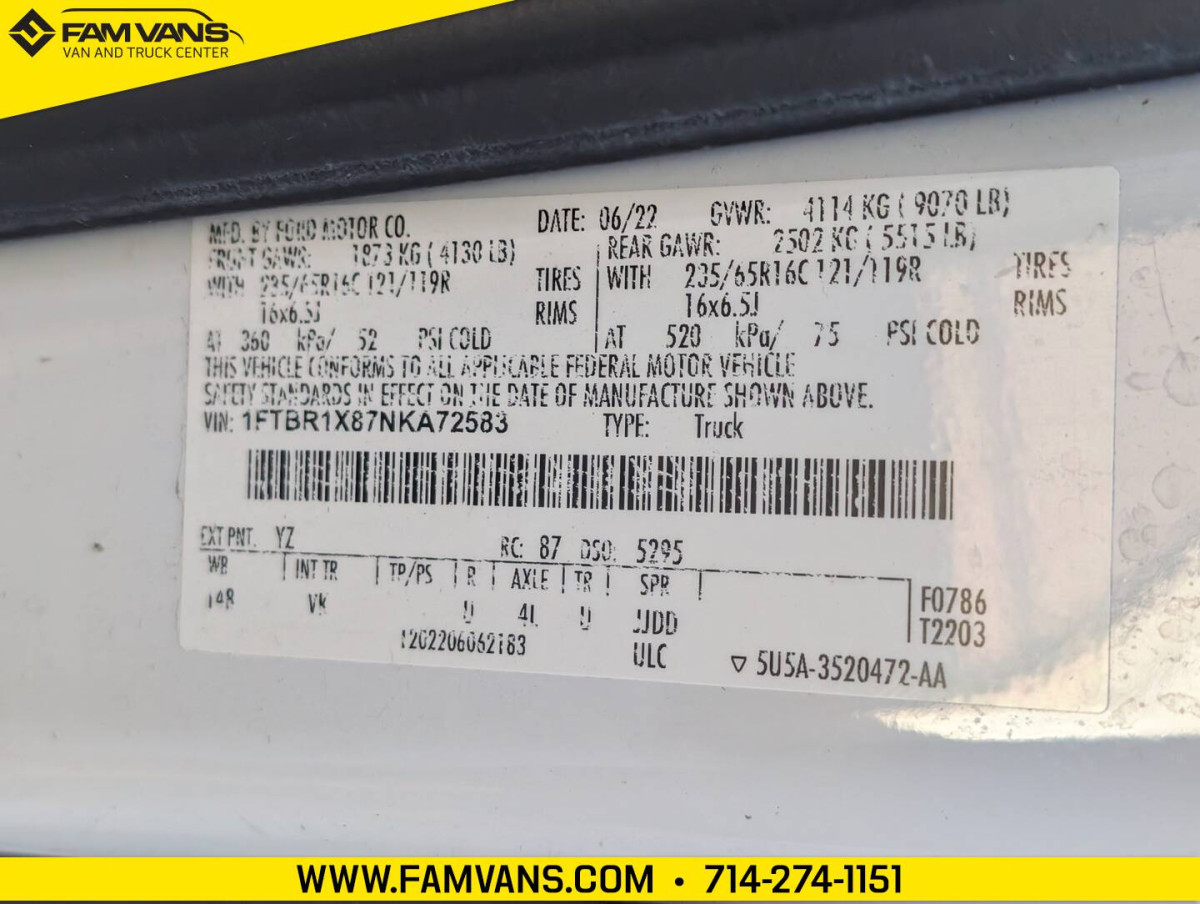 FAM VANS
VAN AND TRUCK CENTER
MFD. BY FORD MOTOR CO. DATE: 06/22 GVWR: 4114 KG ( 9070 LB)
FRONT GAWR: 1873 KG ( 4130 LB) REAR GAWR: 2502 KG ( 5515 LB)
WITH 235/65R16C 121/119R TIRES WITH 235/65R16C 121/119R TIRES
16x6.5J RIMS 16x6.5J RIMS
AT 360 kPa/ 52 PSI COLD AT 520 kPa/ 75 PSI COLD
THIS VEHICLE CONFORMS TO ALL APPLICABLE FEDERAL MOTOR VEHICLE
SAFETY STANDARDS IN EFFECT ON THE DATE OF MANUFACTURE SHOWN ABOVE.
VIN: 1FTBR1X87NKA72583 TYPE: Truck
EXT PNT: YZ RC: 87 DSO: 5295
WB INT TR TP/PS R AXLE TR SPR
148 VK 4L JJDD
F0786
T2203
1202206062183 ULC
▽ 5U5A-3520472-AA
WWW.FAMVANS.COM • 714-274-1151